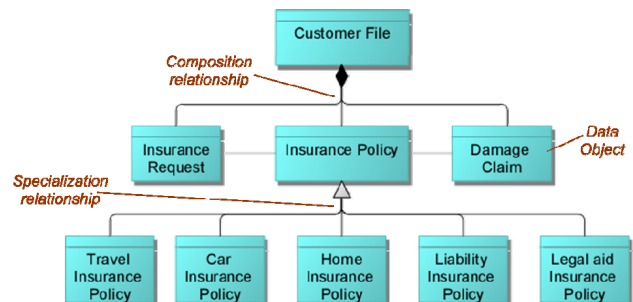 Customer File
Composition
relationship
Insurance
Request
Insurance Policy
Damage
Claim
Data
Object
Specialization
relationship
Travel
Insurance
Policy
Car
Insurance
Policy
Home
Insurance
Policy
Liability
Insurance
Policy
Legal aid
Insurance
Policy